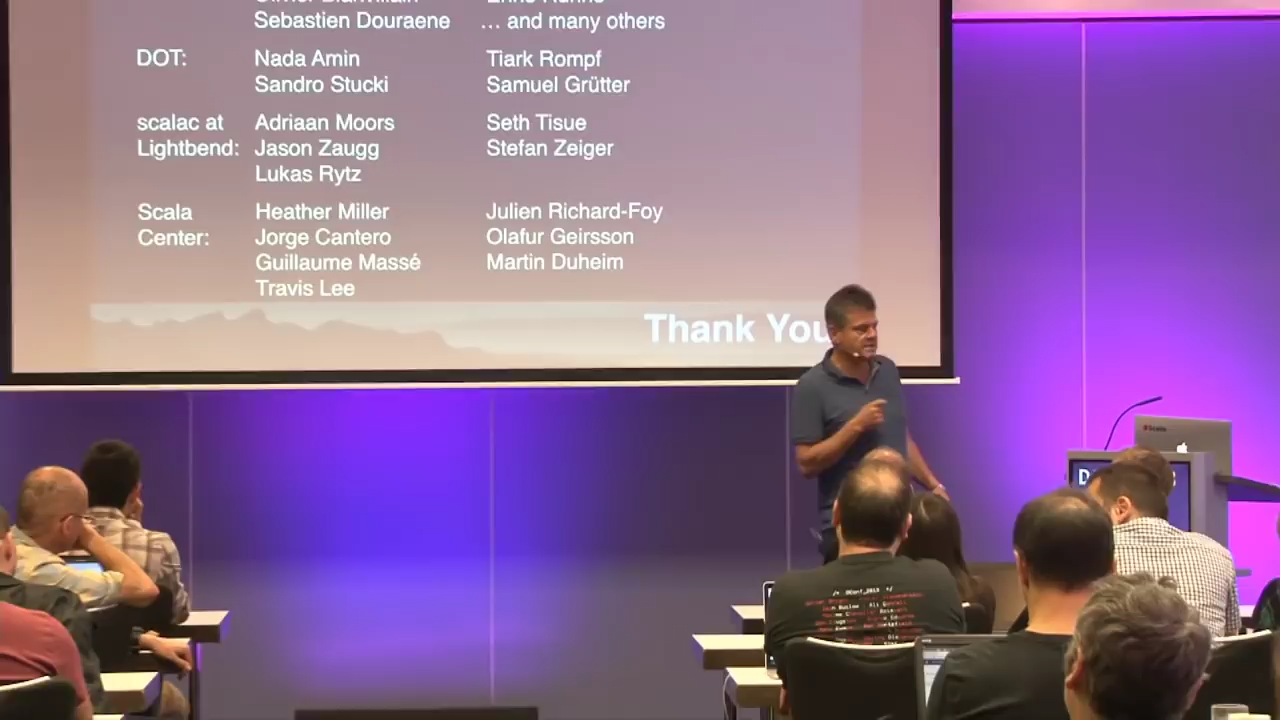 Sebastien Douraene … and many others
DOT: Nada Amin Tiark Rompf
Sandro Stucki Samuel Grütter
scalac at Adriaan Moors Seth Tisue
Lightbend: Jason Zaugg Stefan Zeiger
Lukas Rytz
Scala Heather Miller Julien Richard-Foy
Center: Jorge Cantero Olafur Geirsson
Guillaume Massé Martin Duheim
Travis Lee
Thank You
Scala